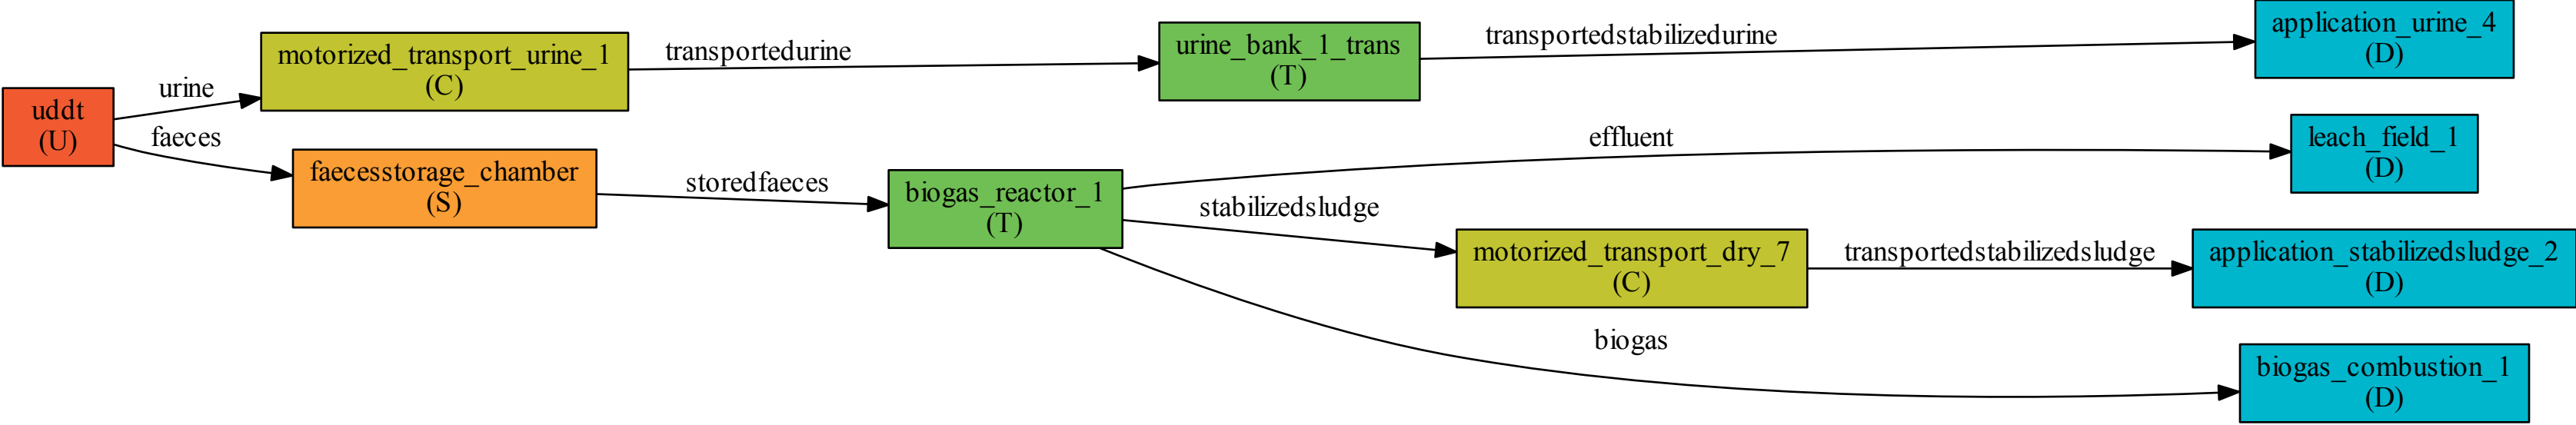 uddt
(U)
urine
faeces
motorized_transport_urine_1
(C)
transportedurine
urine_bank_1_trans
(T)
transportedstabilizedurine
application_urine_4
(D)
faecesstorage_chamber
(S)
storedfaeces
biogas_reactor_1
(T)
effluent
leach_field_1
(D)
stabilizedsludge
motorized_transport_dry_7
(C)
transportedstabilizedsludge
application_stabilizedsludge_2
(D)
biogas
biogas_combustion_1
(D)